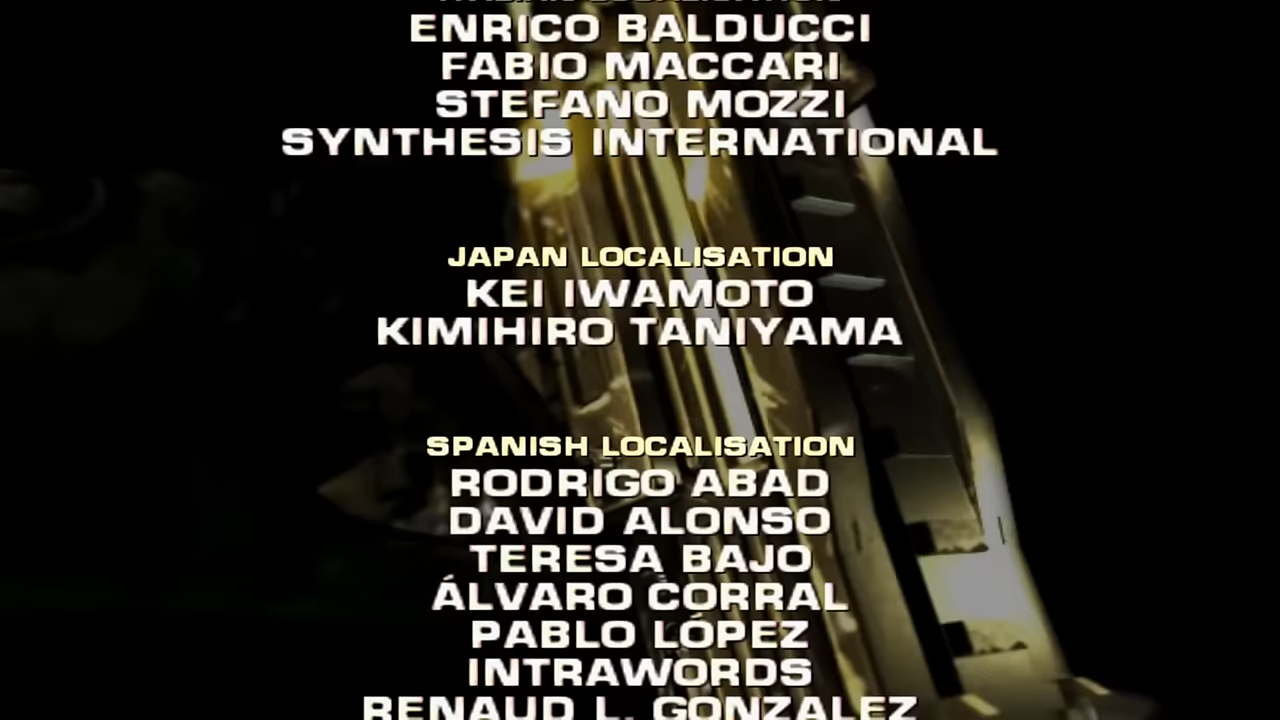 ENRICO BALDUCCI
FABIO MACCARI
STEFANO MOZZI
SYNTHESIS INTERNATIONAL
JAPAN LOCALISATION
KEI IWAMOTO
KIMIHIRO TANIYAMA
SPANISH LOCALISATION
RODRIGO ABAD
DAVID ALONSO
TERESA BAJO
ÁLVARO CORRAL
PABLO LÓPEZ
INTRAWORDS
RENAUD L. GONZALEZ